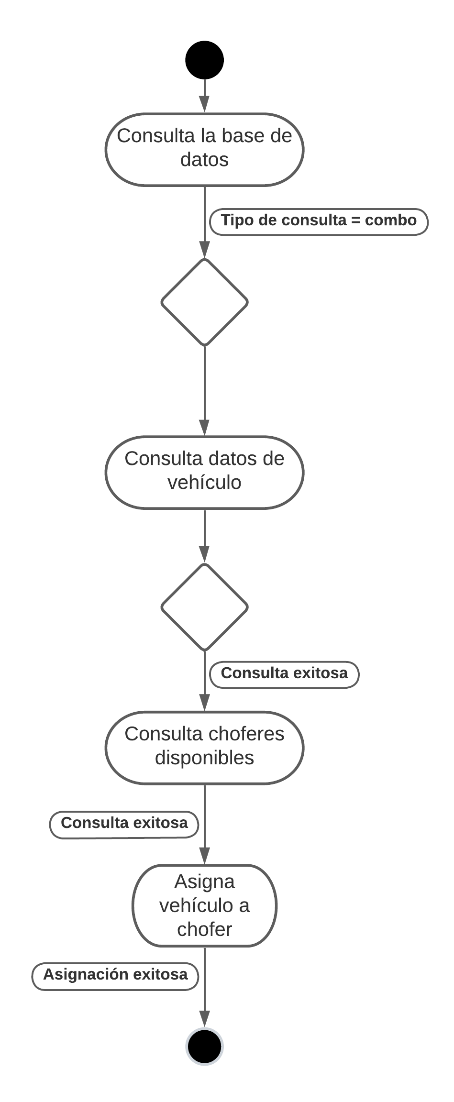 Consulta la base de
datos
Tipo de consulta = combo
Consulta datos de
vehículo
Consulta exitosa
Consulta choferes
disponibles
Consulta exitosa
Asigna
vehículo a
chofer
Asignación exitosa